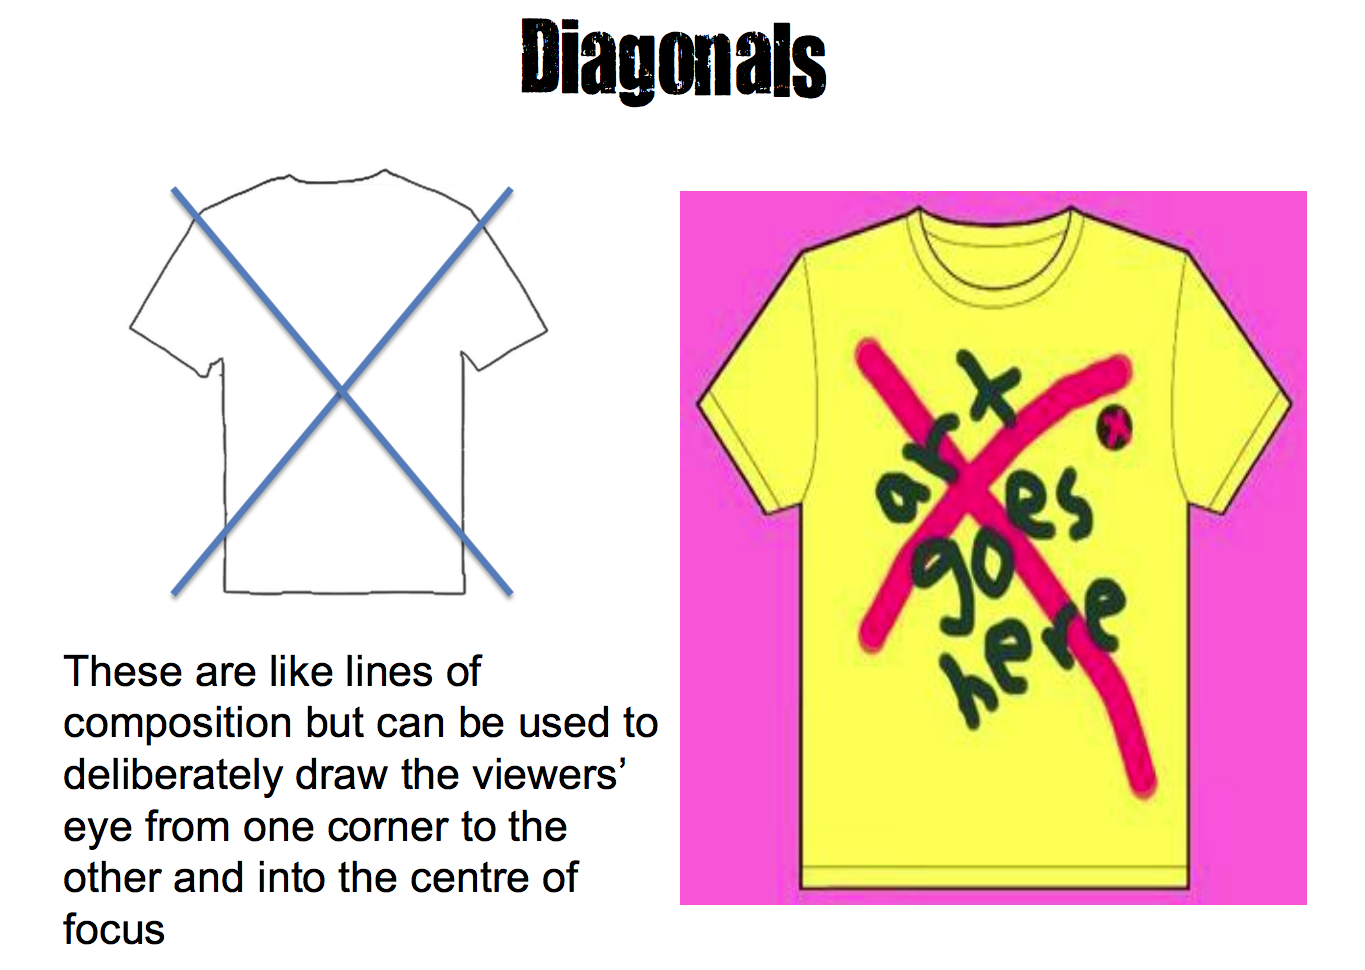 Diagonals
These are like lines of
composition but can be used to
deliberately draw the viewers’
eye from one corner to the
other and into the centre of
focus
art
goes
here